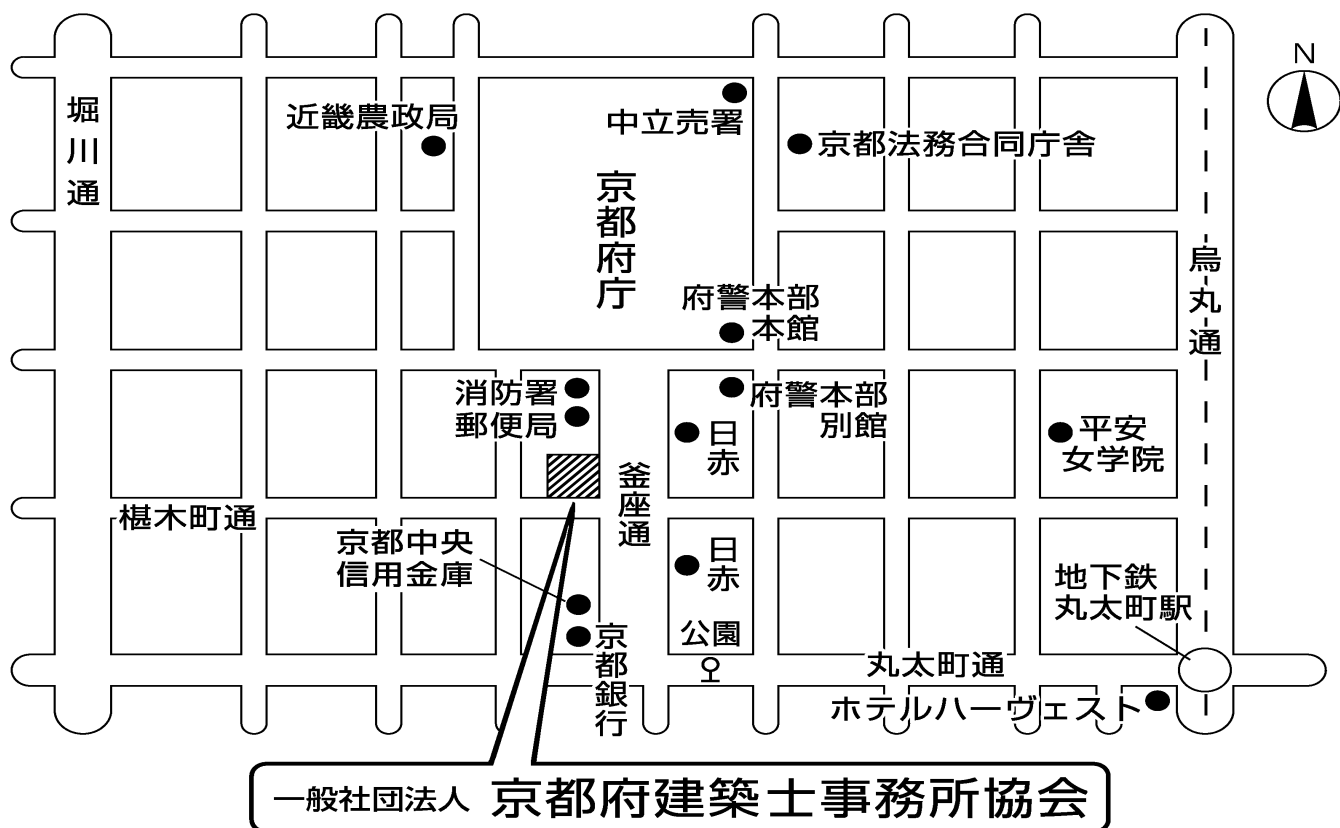 N
堀川通
近畿農政局
中立売署
京都法務合同庁舎
京都府庁
烏丸通
府警本部
本館
消防署
郵便局
府警本部
別館
日赤
平安
女学院
釜座通
椹木町通
京都中央
信用金庫
日赤
地下鉄
丸太町駅
公園
京都銀行
丸太町通
ホテルハーヴェスト
一般社団法人 京都府建築士事務所協会